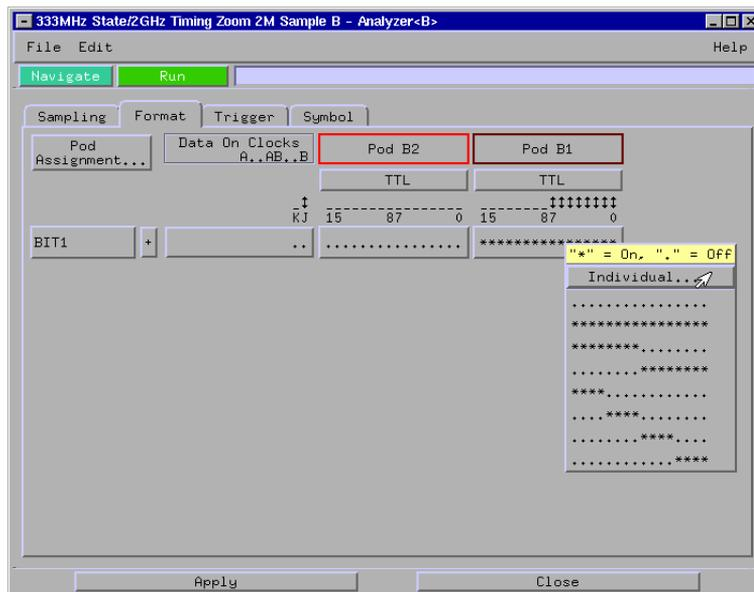 333MHz State/2GHz Timing Zoom 2M Sample B - Analyzer<B>
File Edit Help
Navigate Run
Sampling Format Trigger Symbol
Pod Assignment...
Data On Clocks
A..AB..B
Pod B2 Pod B1
TTL TTL
KJ 15 87 0 15 87 0
BIT1 + .. ................ ****************
"*" = On, "." = Off
Individual...
................
****************
********........
........********
****............
....****........
........****....
............****
Apply Close